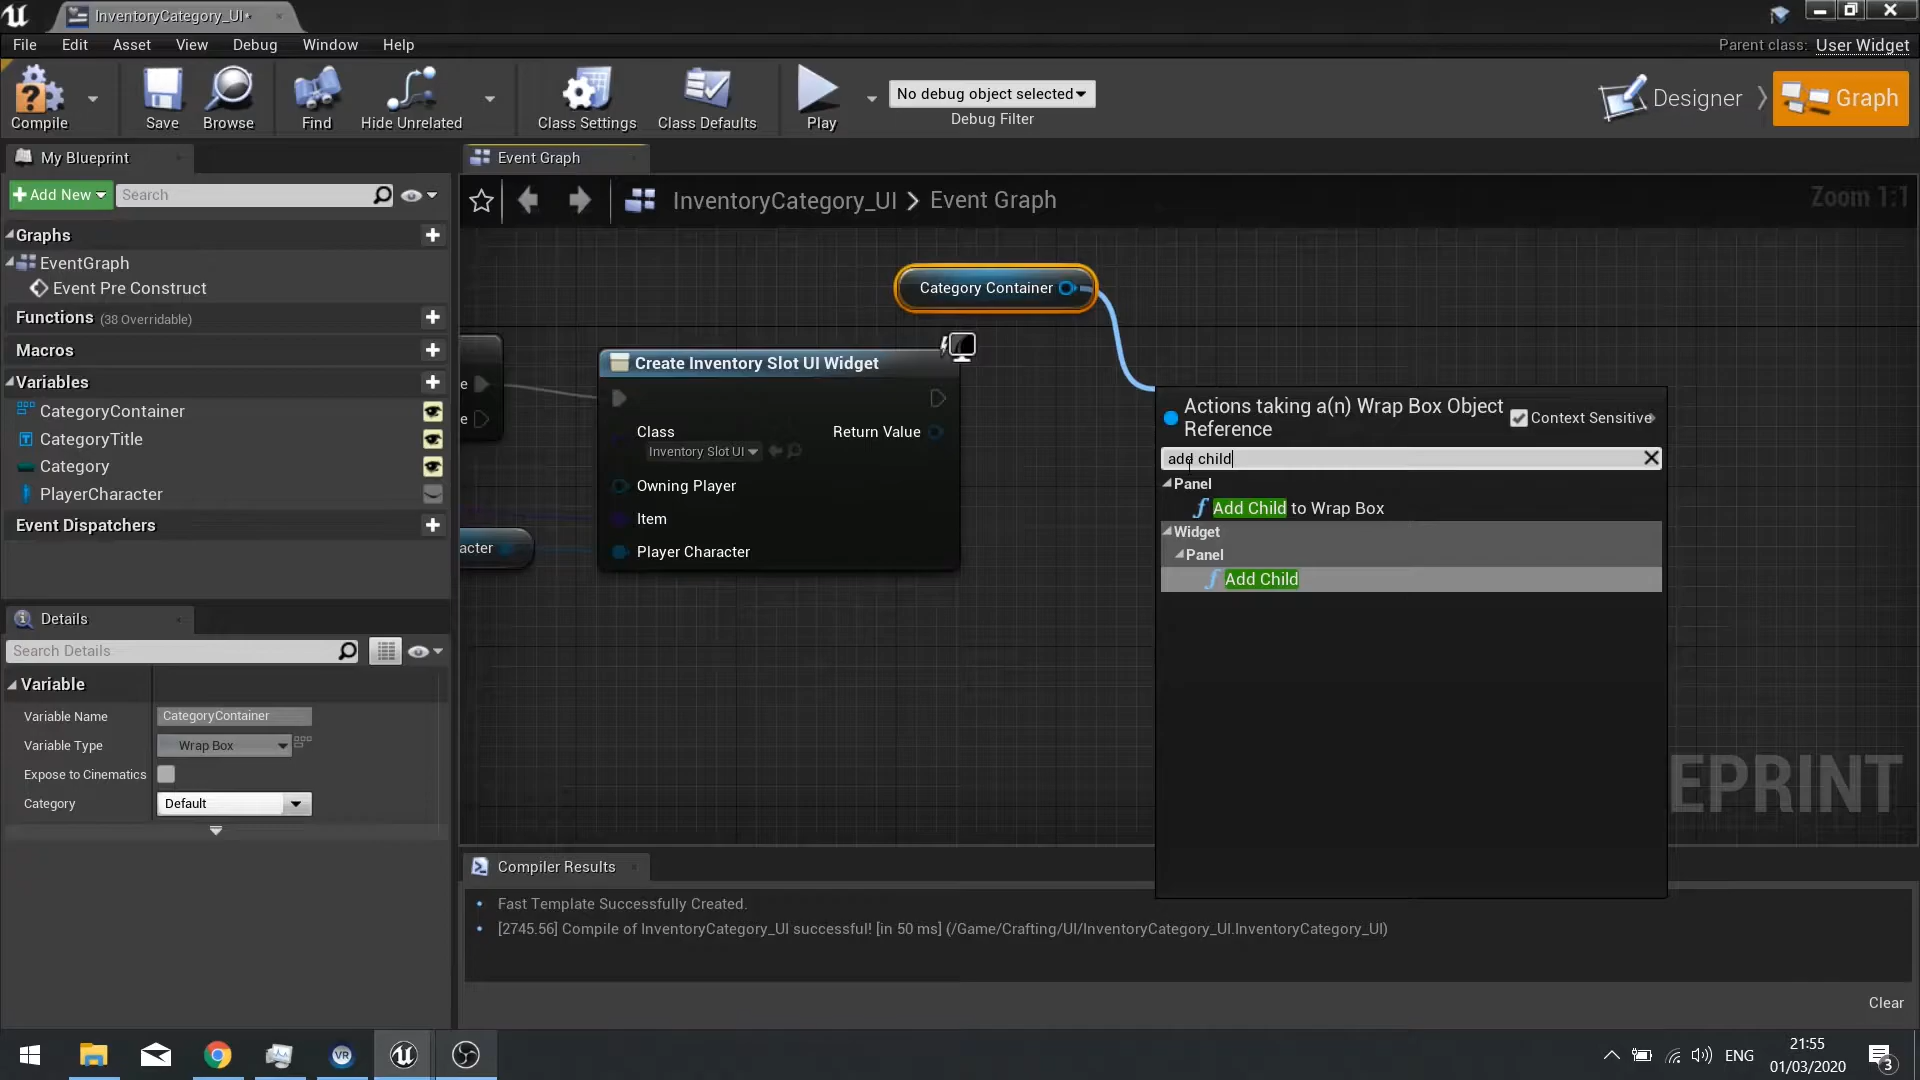 InventoryCategory_UI*
File Edit Asset View Debug Window Help
Parent class: User Widget
Compile Save Browse Find Hide Unrelated Class Settings Class Defaults Play
No debug object selected
Debug Filter
Designer Graph
My Blueprint
Event Graph
Add New Search
InventoryCategory_UI > Event Graph
Zoom 1:1
Graphs
EventGraph
Event Pre Construct
Functions (38 Overridable)
Macros
Variables
CategoryContainer
CategoryTitle
Category
PlayerCharacter
Event Dispatchers
Category Container
e
e
Create Inventory Slot UI Widget
Class
Inventory Slot UI
Return Value
Owning Player
Item
acter
Player Character
Actions taking a(n) Wrap Box Object
Reference
Context Sensitive
add child
Panel
f Add Child to Wrap Box
Widget
Panel
f Add Child
EPRINT
Details
Search Details
Variable
Variable Name CategoryContainer
Variable Type Wrap Box
Expose to Cinematics
Category Default
Compiler Results
• Fast Template Successfully Created.
• [2745.56] Compile of InventoryCategory_UI successful! [in 50 ms] (/Game/Crafting/UI/InventoryCategory_UI.InventoryCategory_UI)
Clear
VR
ENG
21:55
01/03/2020
3